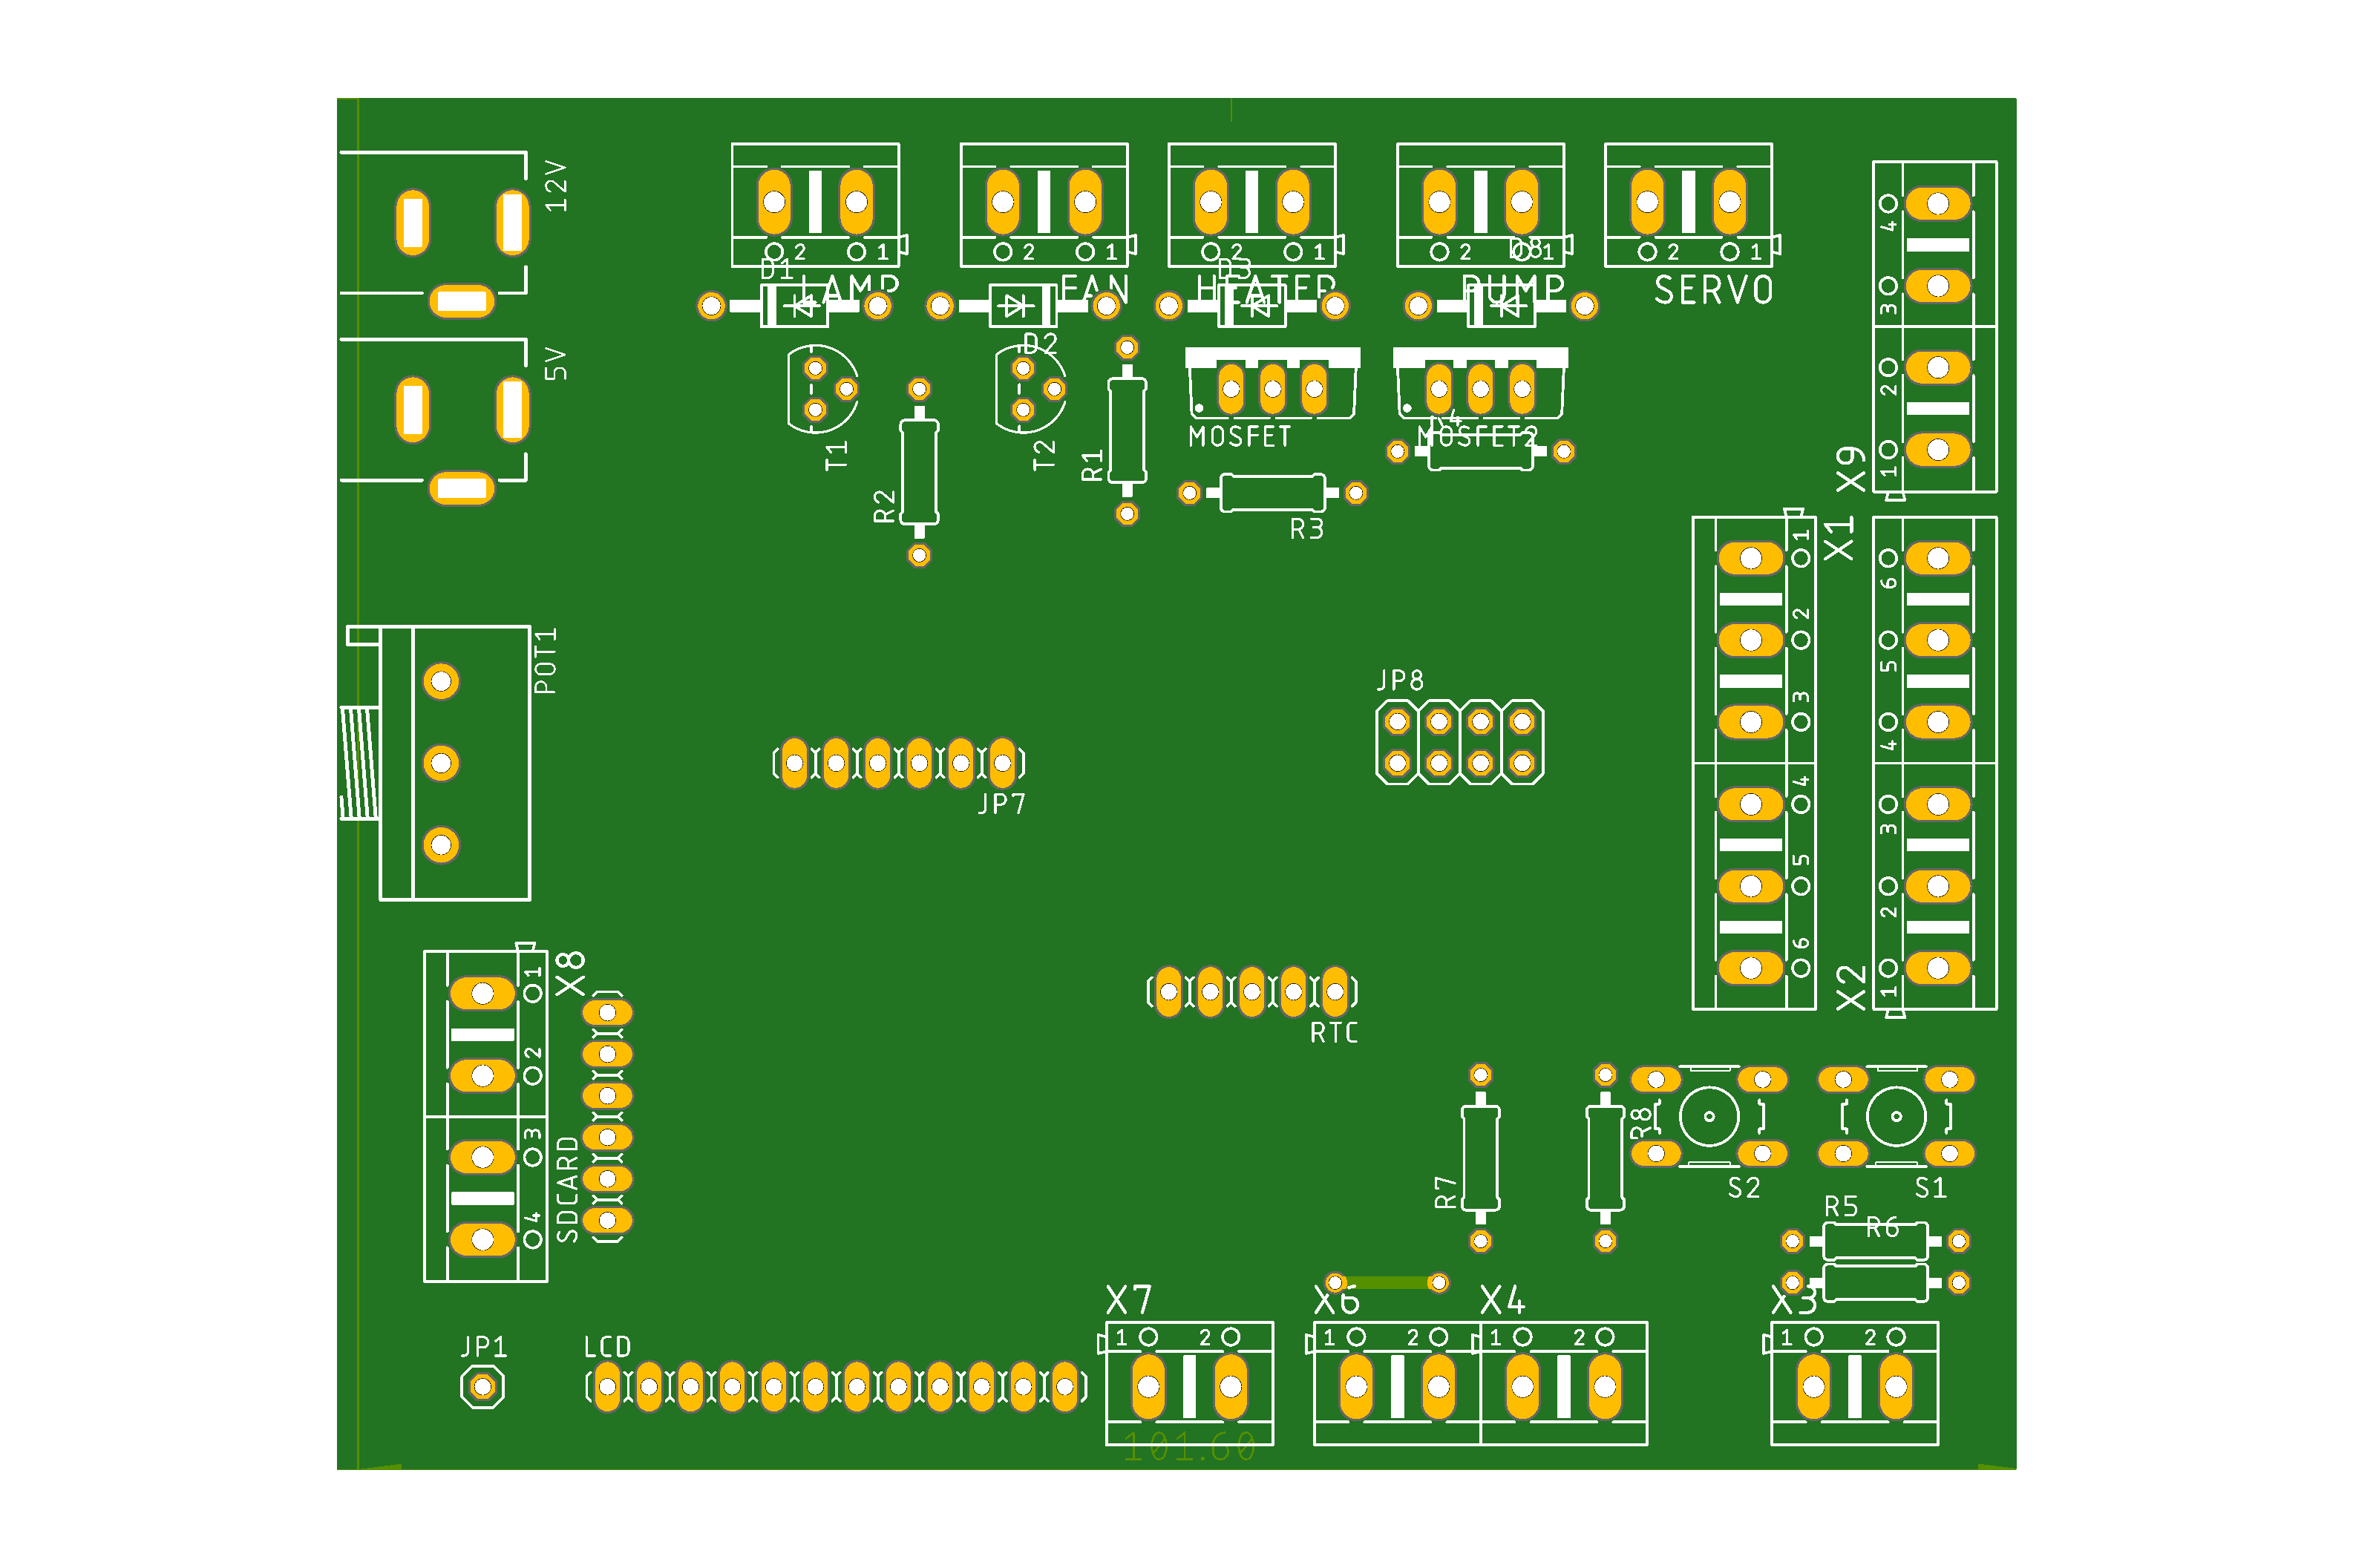 12V
5V
2 1
2 1
2 1
2 1
2 1
D1
LAMP
FAN
D3
HEATER
D8
PUMP
SERVO
D2
T1
T2
R2
R1
MOSFET
R3
R4
MOSFET2
4
3
2
1
X9
X1
1
2
3
4
5
6
6
5
4
3
2
1
X2
POT1
JP8
JP7
X8
1
2
3
4
SDCARD
RTC
R7
R8
S2
S1
R5
R6
X7
X6
X4
X3
1 2
1 2
1 2
1 2
JP1
LCD
101.60